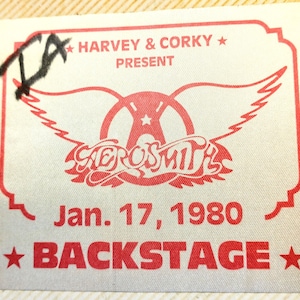 ★ HARVEY & CORKY ★
PRESENT
AEROSMITH
Jan. 17, 1980
★ BACKSTAGE ★